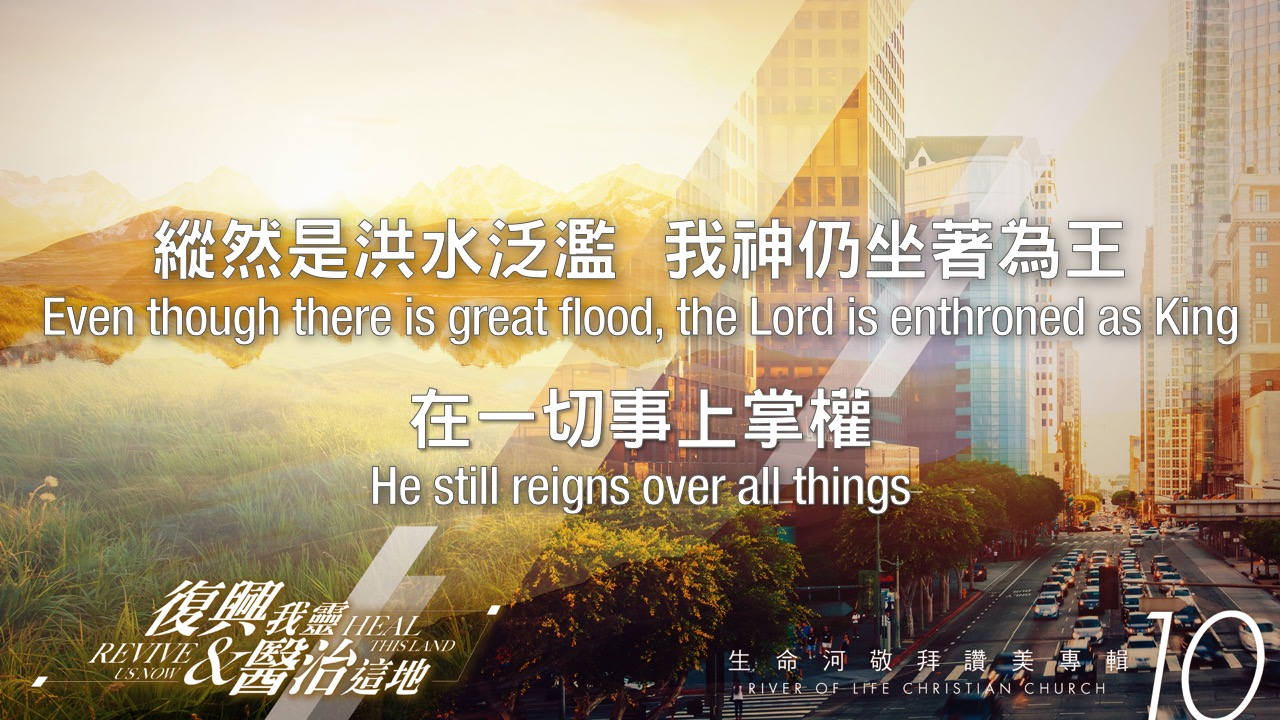 縱然是洪水泛濫 我神仍坐著為王
Even though there is great flood, the Lord is enthroned as King
在一切事上掌權
He still reigns over all things
復興我靈 HEAL THIS LAND
REVIVE US NOW & 醫治這地
生命河敬拜讚美專輯 10
RIVER OF LIFE CHRISTIAN CHURCH